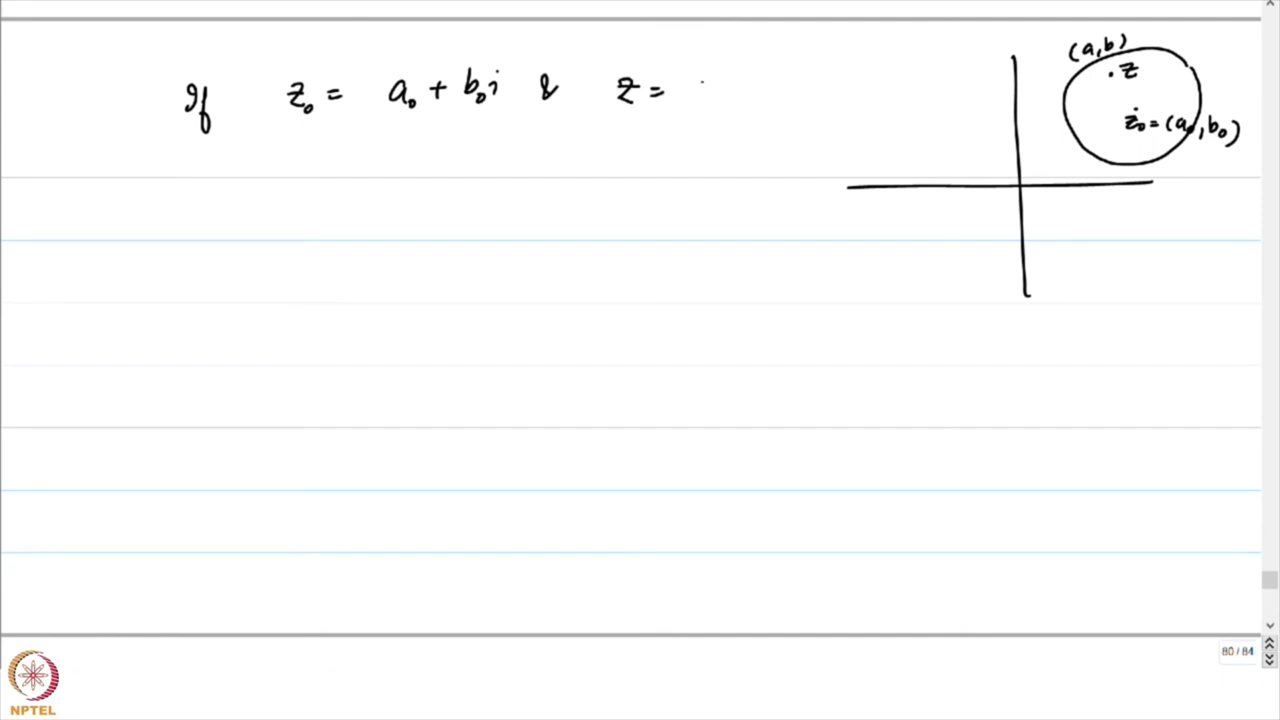 If z₀ = a₀ + b₀i & z =
(a,b)
. z
z₀ = (a₀, b₀)
80 / 84
NPTEL